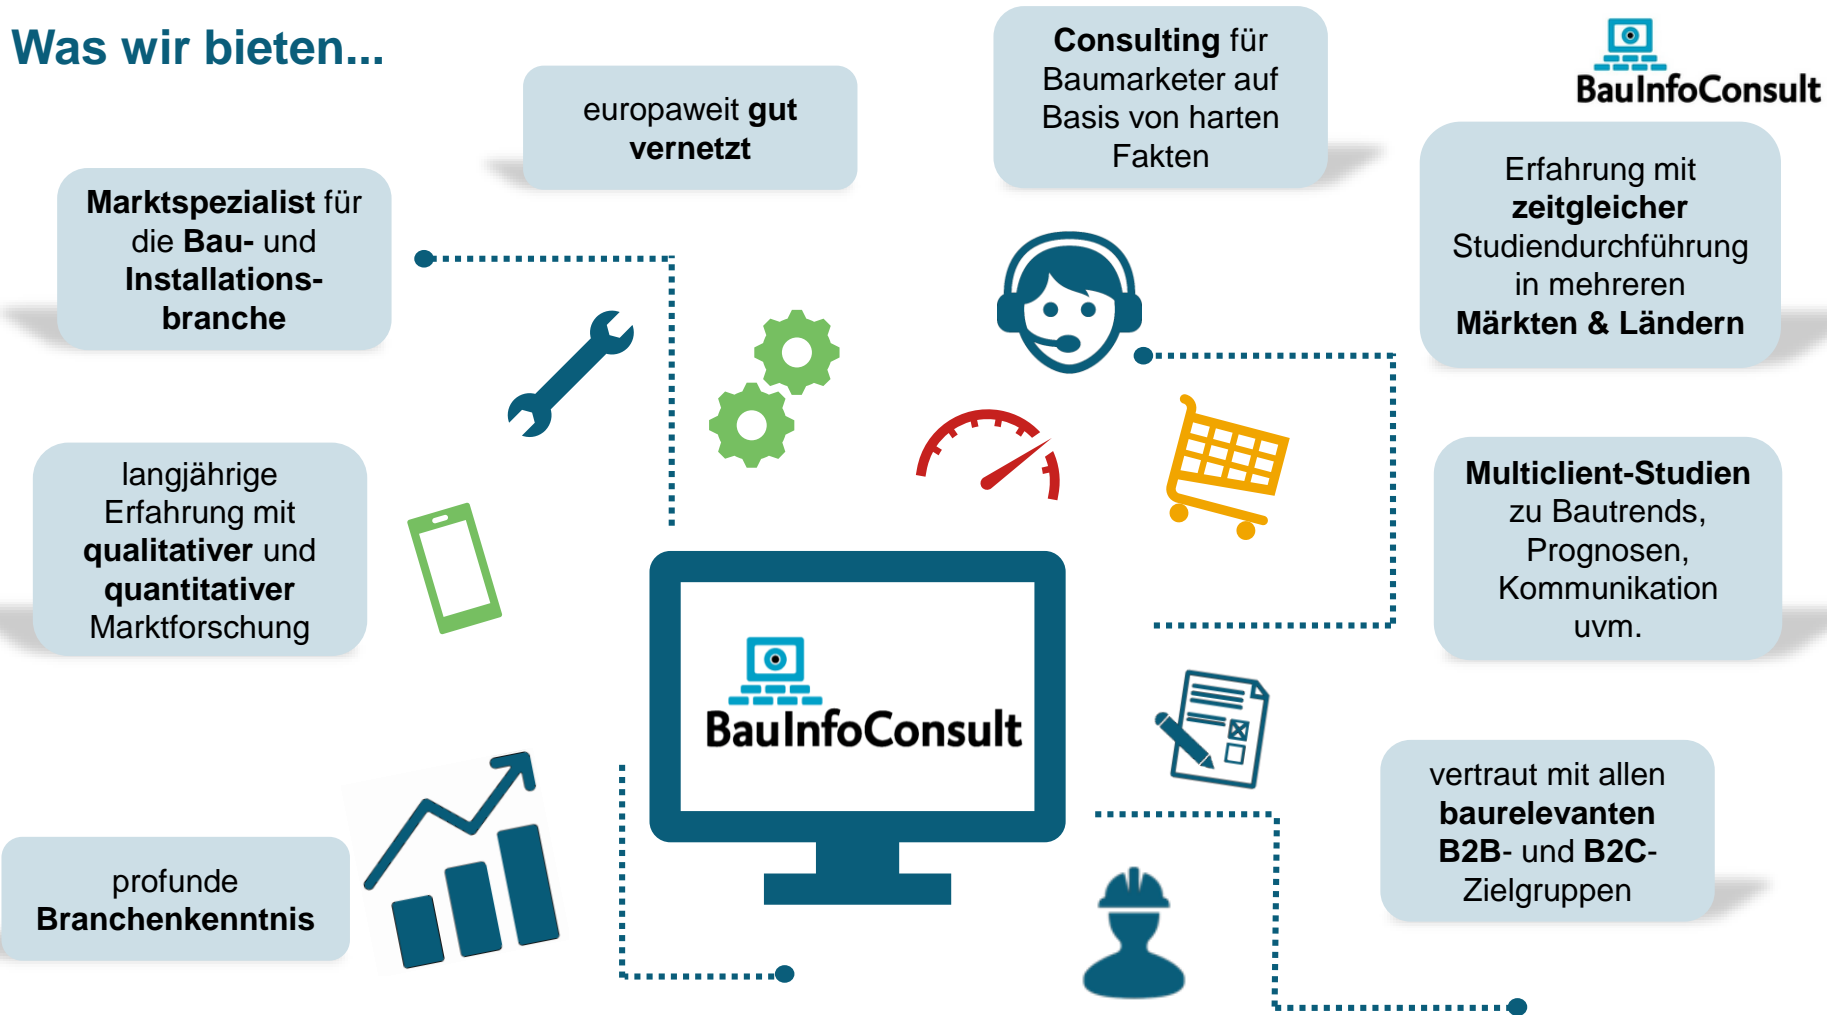 Was wir bieten...
BauInfoConsult
europaweit gut
vernetzt
Consulting für
Baumarketer auf
Basis von harten
Fakten
Marktspezialist für
die Bau- und
Installations-
branche
Erfahrung mit
zeitgleicher
Studiendurchführung
in mehreren
Märkten & Ländern
langjährige
Erfahrung mit
qualitativer und
quantitativer
Marktforschung
Multiclient-Studien
zu Bautrends,
Prognosen,
Kommunikation
uvm.
BauInfoConsult
profunde
Branchenkenntnis
vertraut mit allen
baurelevanten
B2B- und B2C-
Zielgruppen